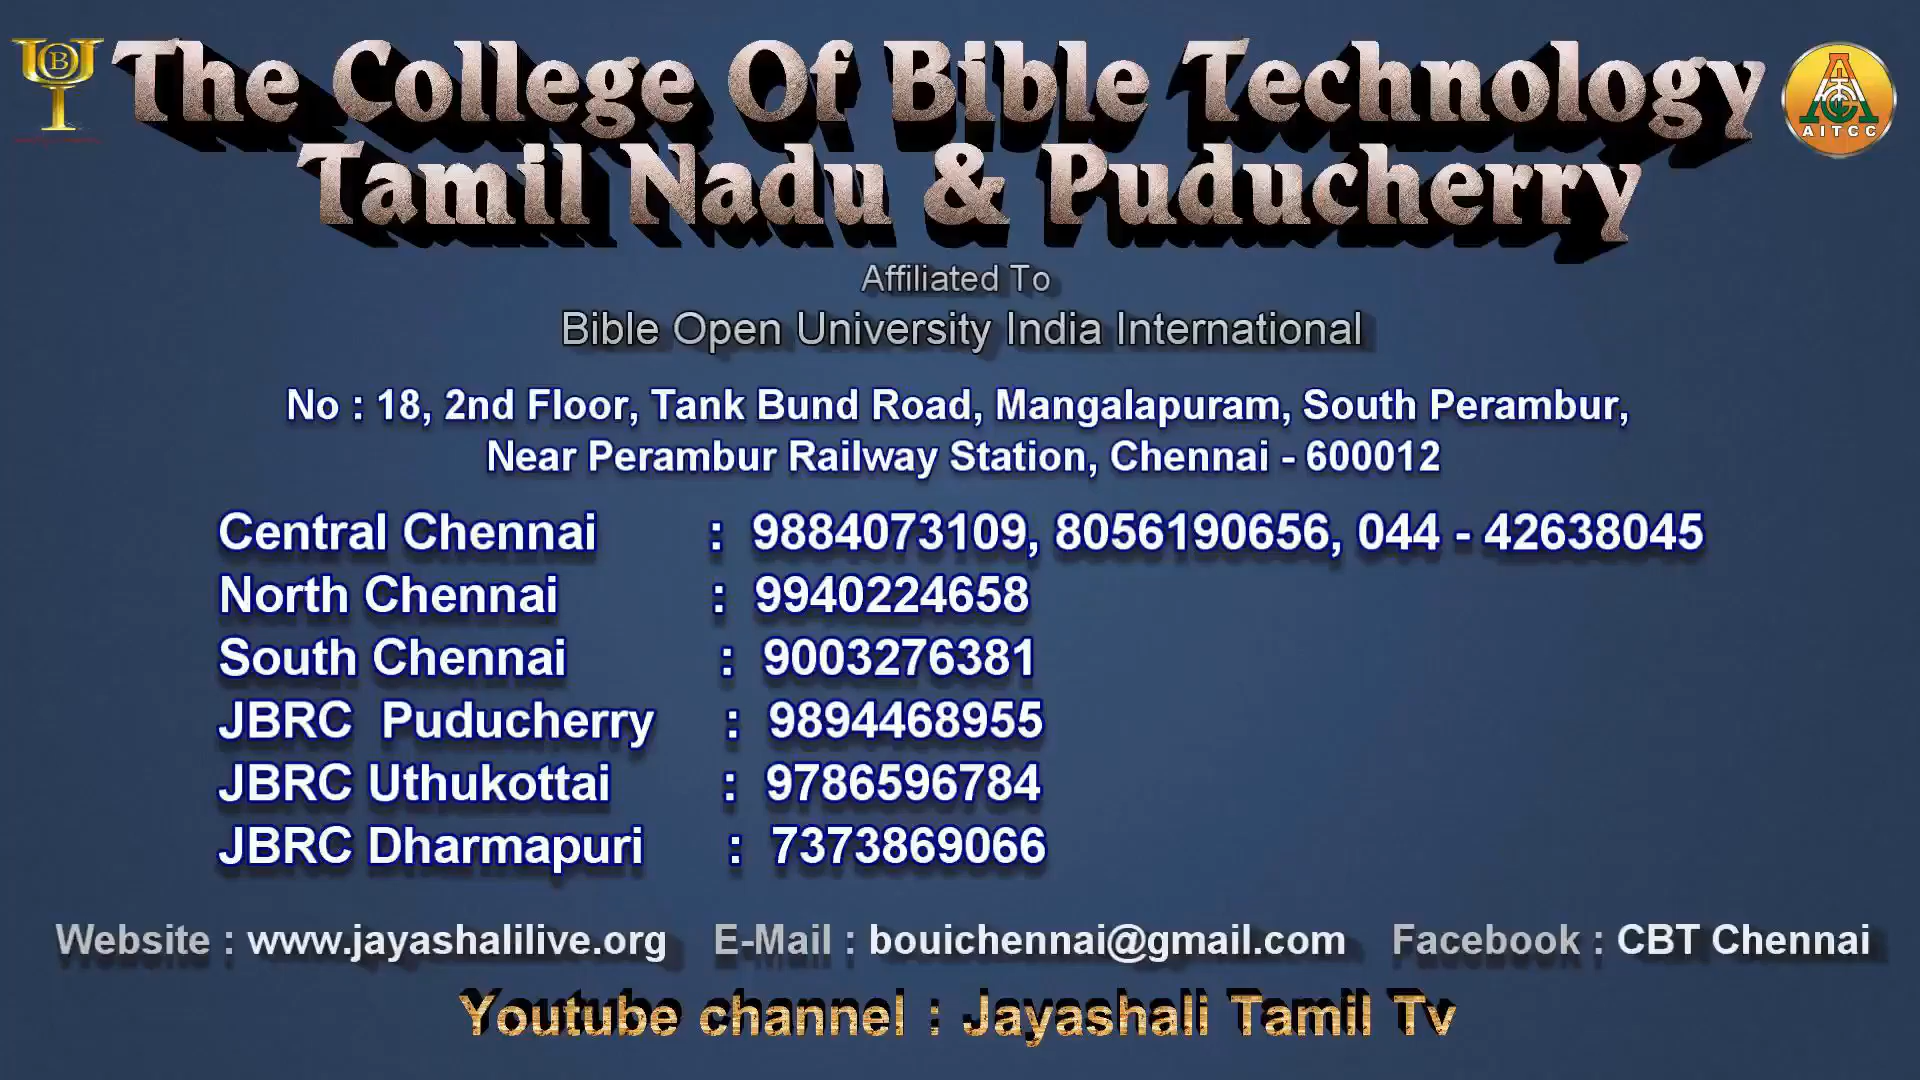 The College Of Bible Technology
Tamil Nadu & Puducherry
Affiliated To
Bible Open University India International
No : 18, 2nd Floor, Tank Bund Road, Mangalapuram, South Perambur,
Near Perambur Railway Station, Chennai - 600012
Central Chennai : 9884073109, 8056190656, 044 - 42638045
North Chennai : 9940224658
South Chennai : 9003276381
JBRC Puducherry : 9894468955
JBRC Uthukottai : 9786596784
JBRC Dharmapuri : 7373869066
Website : www.jayashalilive.org E-Mail : bouichennai@gmail.com Facebook : CBT Chennai
Youtube channel : Jayashali Tamil Tv
AITCC